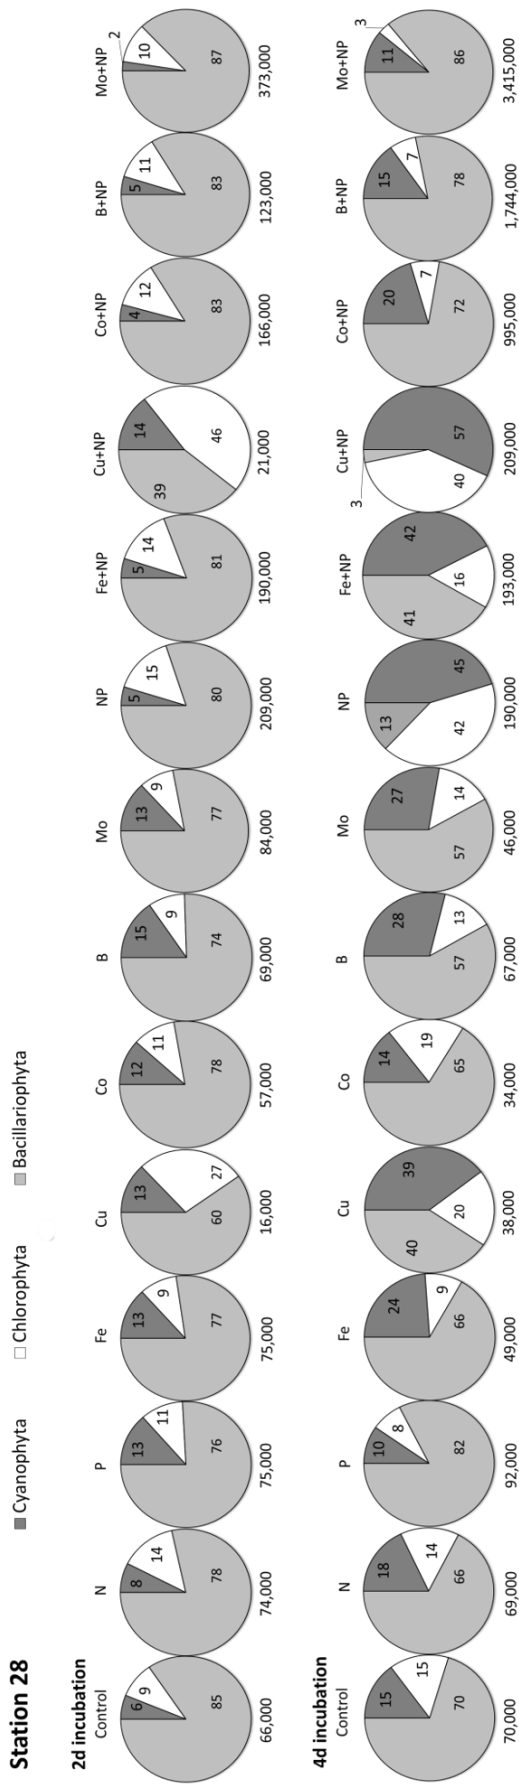 Station 28
Cyanophyta Chlorophyta Bacillariophyta
2d incubation
Control N P Fe Cu Co B Mo NP Fe+NP Cu+NP Co+NP B+NP Mo+NP
6 9 85
8 14 78
13 11 76
13 9 77
13 27 60
12 11 78
15 9 74
13 9 77
5 15 80
5 14 81
14 46 39
4 12 83
5 11 83
2 10 87
66,000 74,000 75,000 75,000 16,000 57,000 69,000 84,000 209,000 190,000 21,000 166,000 123,000 373,000
4d incubation
Control N P Fe Cu Co B Mo NP Fe+NP Cu+NP Co+NP B+NP Mo+NP
15 15 70
18 14 66
10 8 82
24 9 66
39 20 40
14 19 65
28 13 57
27 14 57
45 42 13
42 16 41
57 40 3
20 7 72
15 7 78
11 3 86
70,000 69,000 92,000 49,000 38,000 34,000 67,000 46,000 190,000 193,000 209,000 995,000 1,744,000 3,415,000